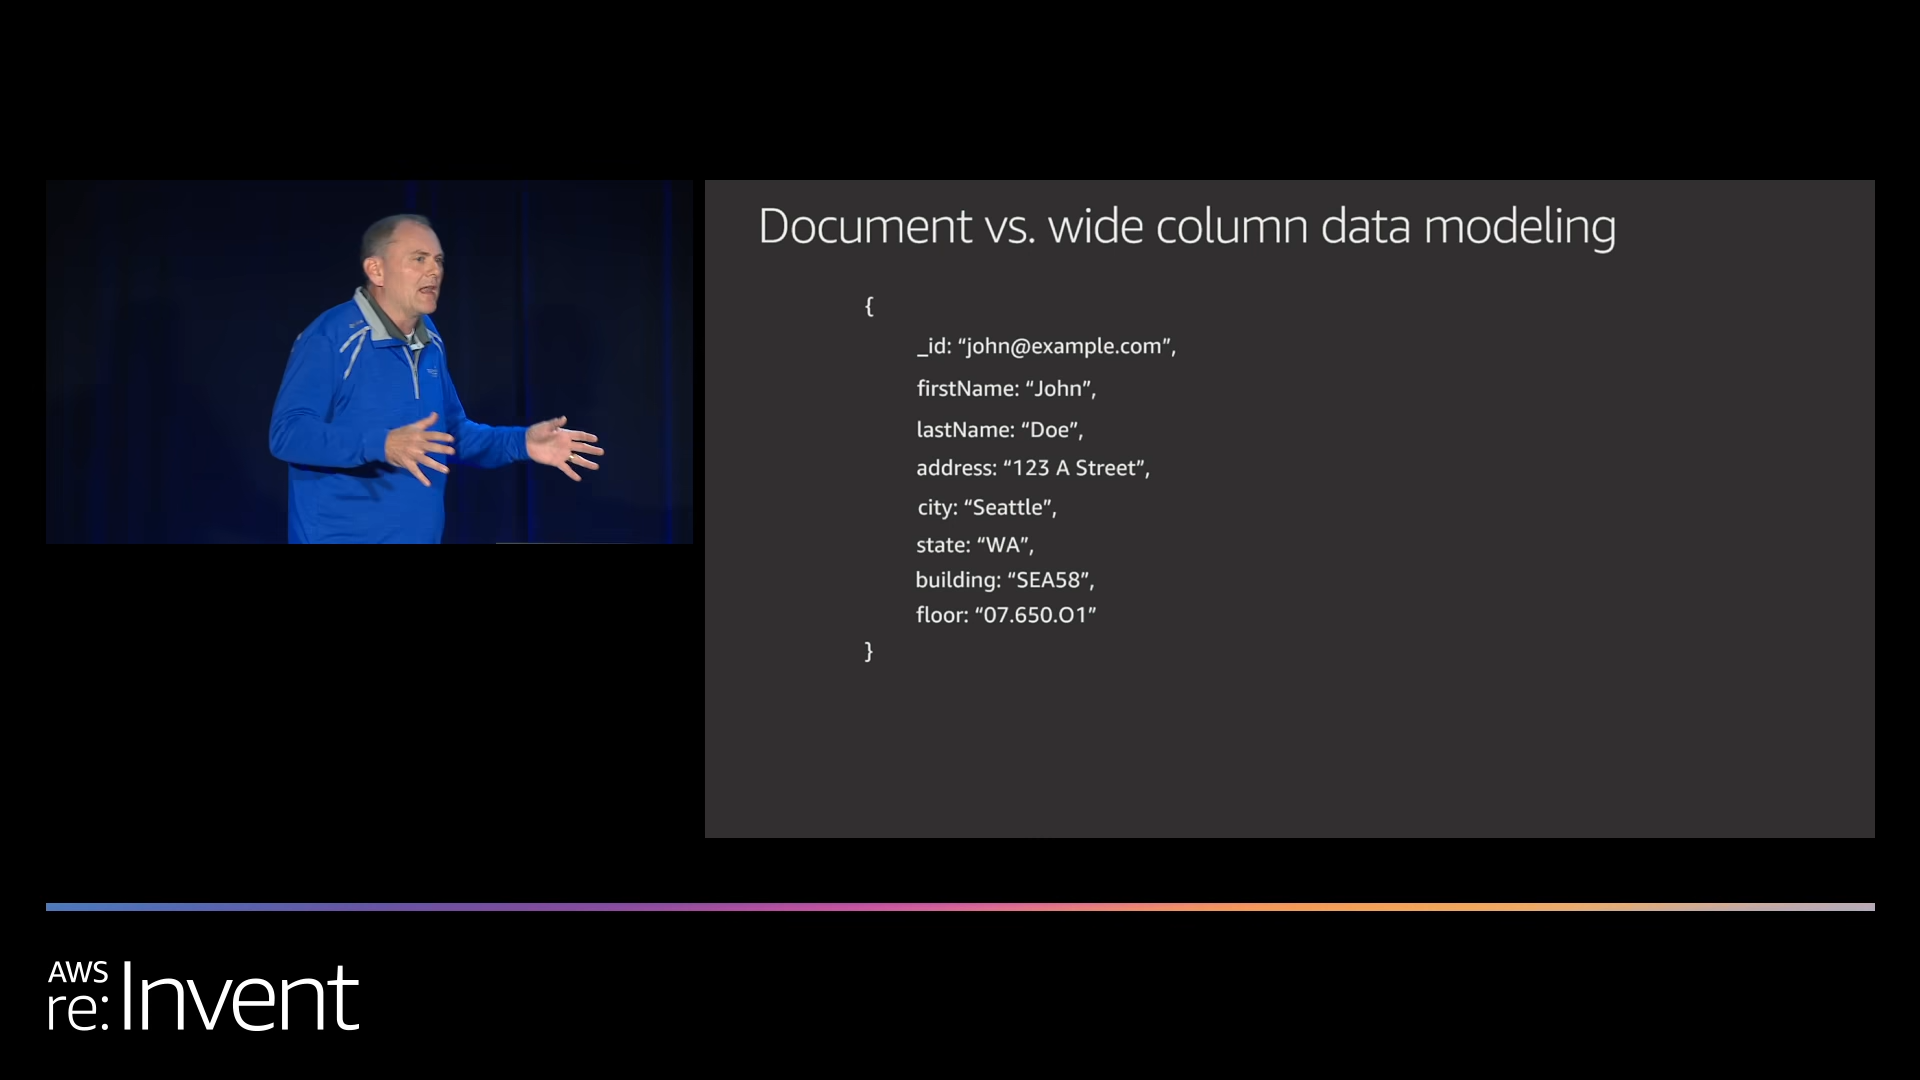 Document vs. wide column data modeling
{
_id: “john@example.com”,
firstName: “John”,
lastName: “Doe”,
address: “123 A Street”,
city: “Seattle”,
state: “WA”,
building: “SEA58”,
floor: “07.650.O1”
}
AWS
re:Invent